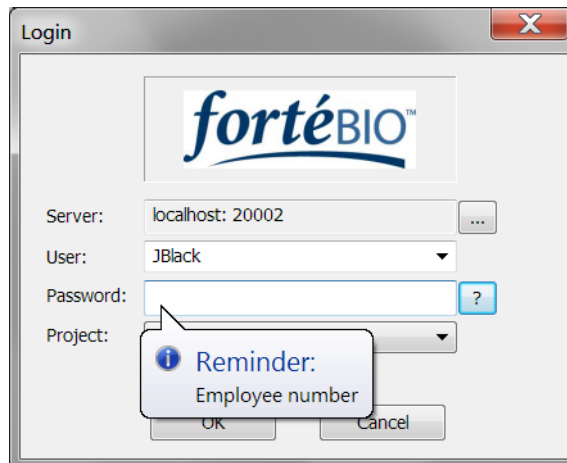 Login
X
fortéBIO™
Server: localhost: 20002 ...
User: JBlack
Password: ?
Project:
Reminder:
Employee number
OK Cancel